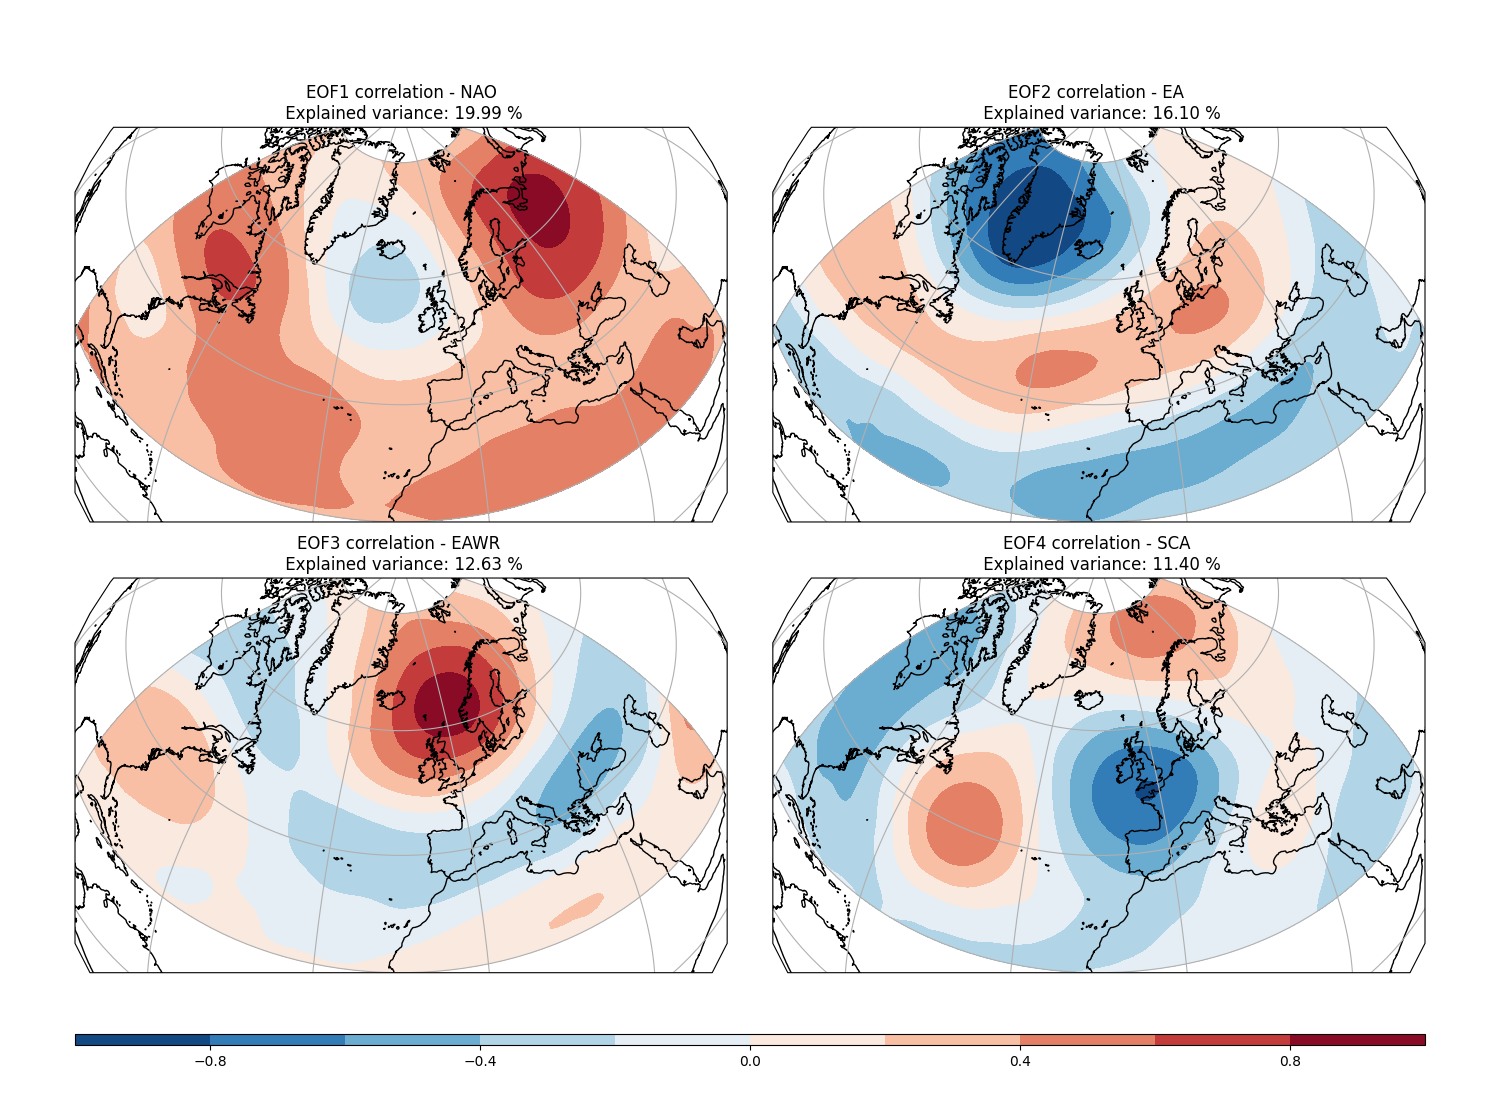 EOF1 correlation - NAO
Explained variance: 19.99 %
EOF2 correlation - EA
Explained variance: 16.10 %
EOF3 correlation - EAWR
Explained variance: 12.63 %
EOF4 correlation - SCA
Explained variance: 11.40 %
−0.8 −0.4 0.0 0.4 0.8